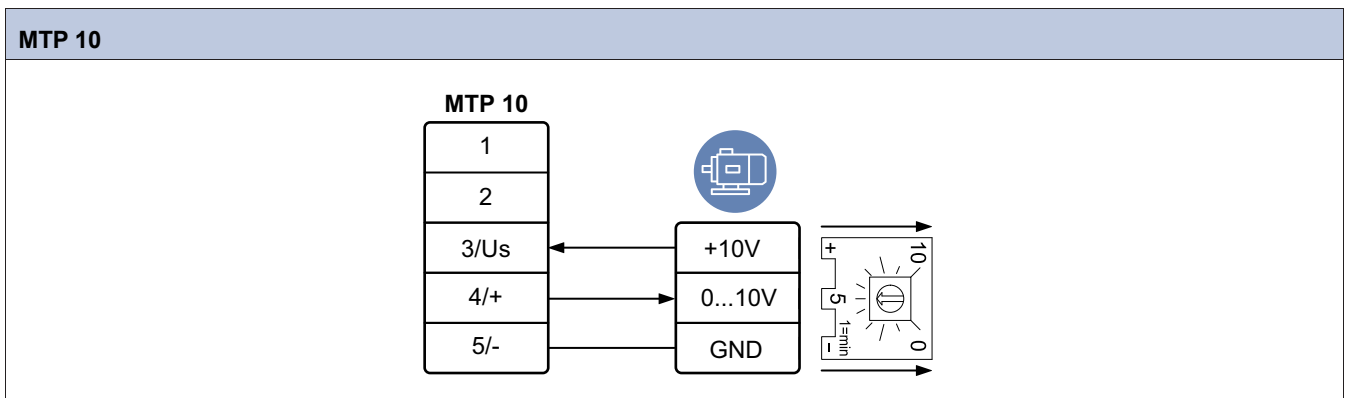 MTP 10
MTP 10
1
2
3/Us
4/+
5/-
+10V
0...10V
GND
+
10
5
1=min
-
0